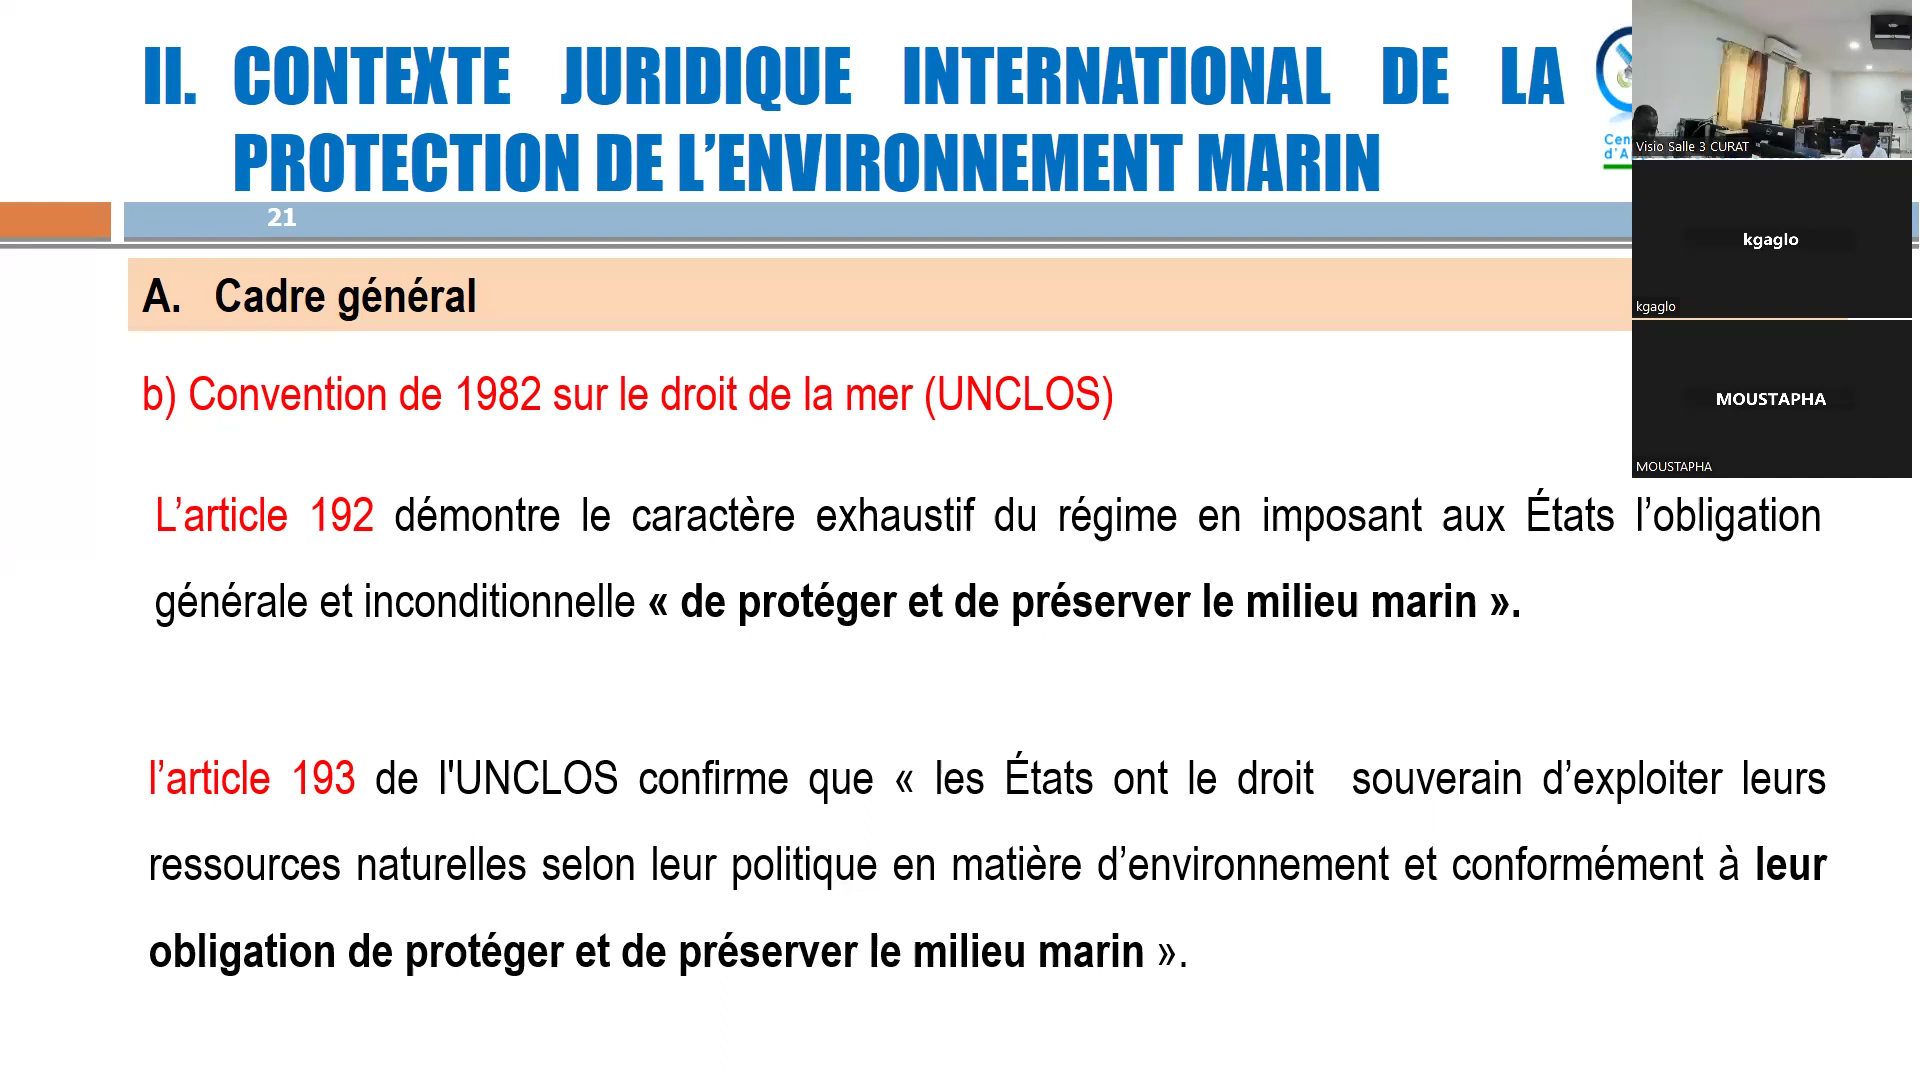 II. CONTEXTE JURIDIQUE INTERNATIONAL DE LA
PROTECTION DE L’ENVIRONNEMENT MARIN
21
A. Cadre général
b) Convention de 1982 sur le droit de la mer (UNCLOS)
L’article 192 démontre le caractère exhaustif du régime en imposant aux États l’obligation
générale et inconditionnelle « de protéger et de préserver le milieu marin ».
l’article 193 de l'UNCLOS confirme que « les États ont le droit souverain d’exploiter leurs
ressources naturelles selon leur politique en matière d’environnement et conformément à leur
obligation de protéger et de préserver le milieu marin ».
Visio Salle 3 CURAT
kgaglo
kgaglo
MOUSTAPHA
MOUSTAPHA